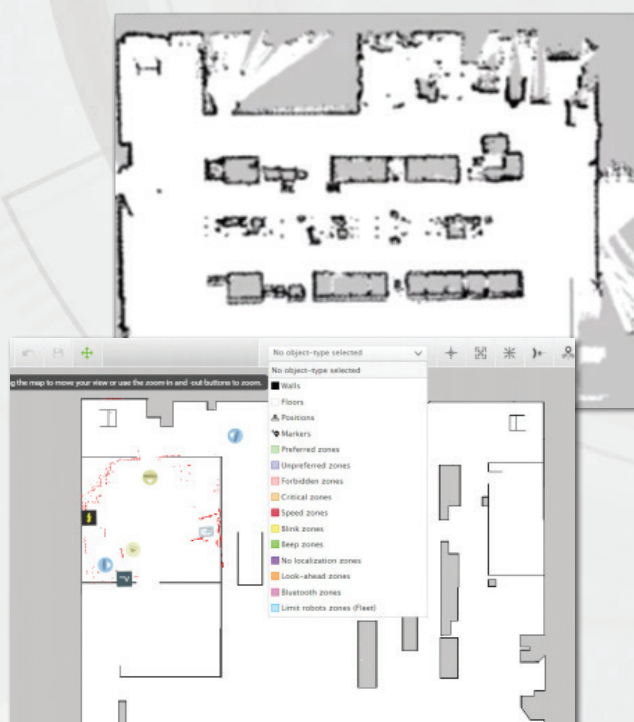 No object-type selected
g the map to move your view or use the zoom-in and -out buttons to zoom.
No object-type selected
Walls
Floors
Positions
Markers
Preferred zones
Unpreferred zones
Forbidden zones
Critical zones
Speed zones
Blink zones
Beep zones
No localization zones
Look-ahead zones
Bluetooth zones
Limit robots zones (Fleet)